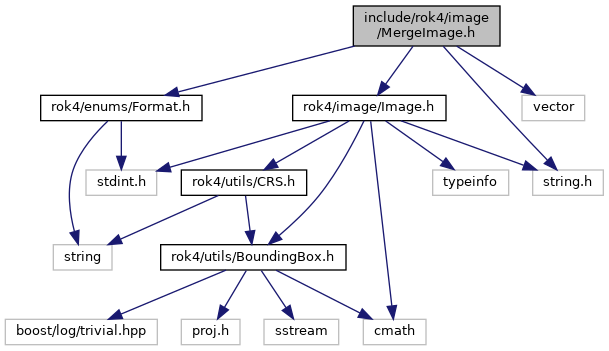 include/rok4/image
/MergeImage.h
rok4/enums/Format.h
rok4/image/Image.h
vector
stdint.h
rok4/utils/CRS.h
typeinfo
string.h
string
rok4/utils/BoundingBox.h
boost/log/trivial.hpp
proj.h
sstream
cmath